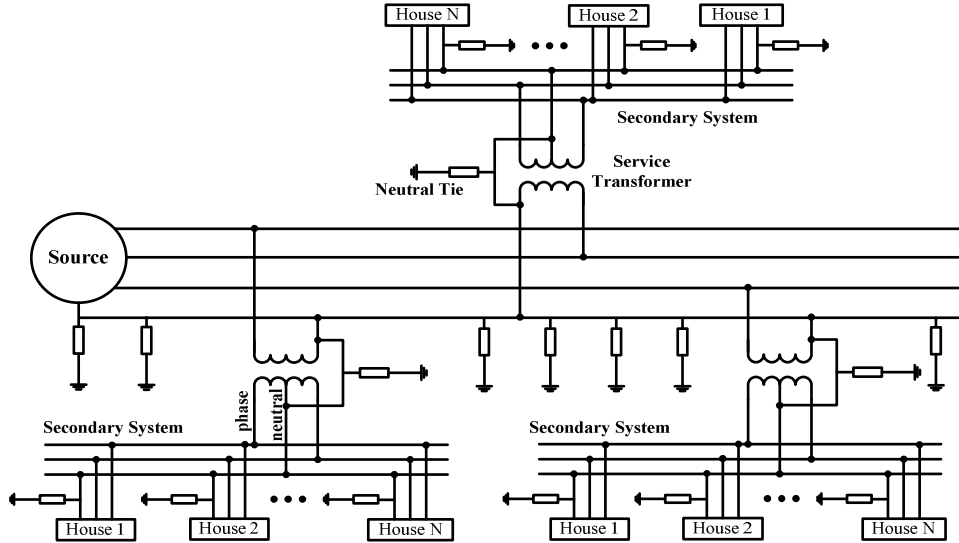 House N
House 2
House 1
Secondary System
Service
Transformer
Neutral Tie
Source
phase
neutral
Secondary System
Secondary System
House 1
House 2
House N
House 1
House 2
House N